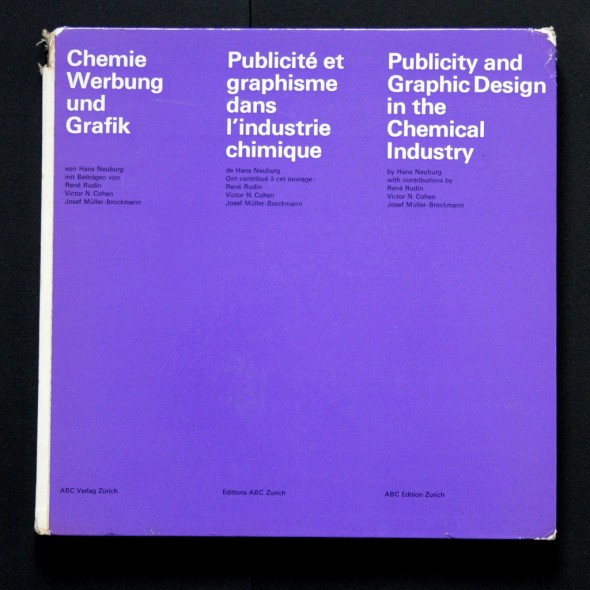 Chemie
Werbung
und
Grafik
von Hans Neuburg
mit Beiträgen von
René Rudin
Victor N. Cohen
Josef Müller-Brockmann
ABC Verlag Zürich
Publicité et
graphisme
dans
l'industrie
chimique
de Hans Neuburg
Ont contribué à cet ouvrage:
René Rudin
Victor N. Cohen
Josef Müller-Brockmann
Editions ABC Zurich
Publicity and
Graphic Design
in the
Chemical
Industry
by Hans Neuburg
with contributions by
René Rudin
Victor N. Cohen
Josef Müller-Brockmann
ABC Edition Zurich